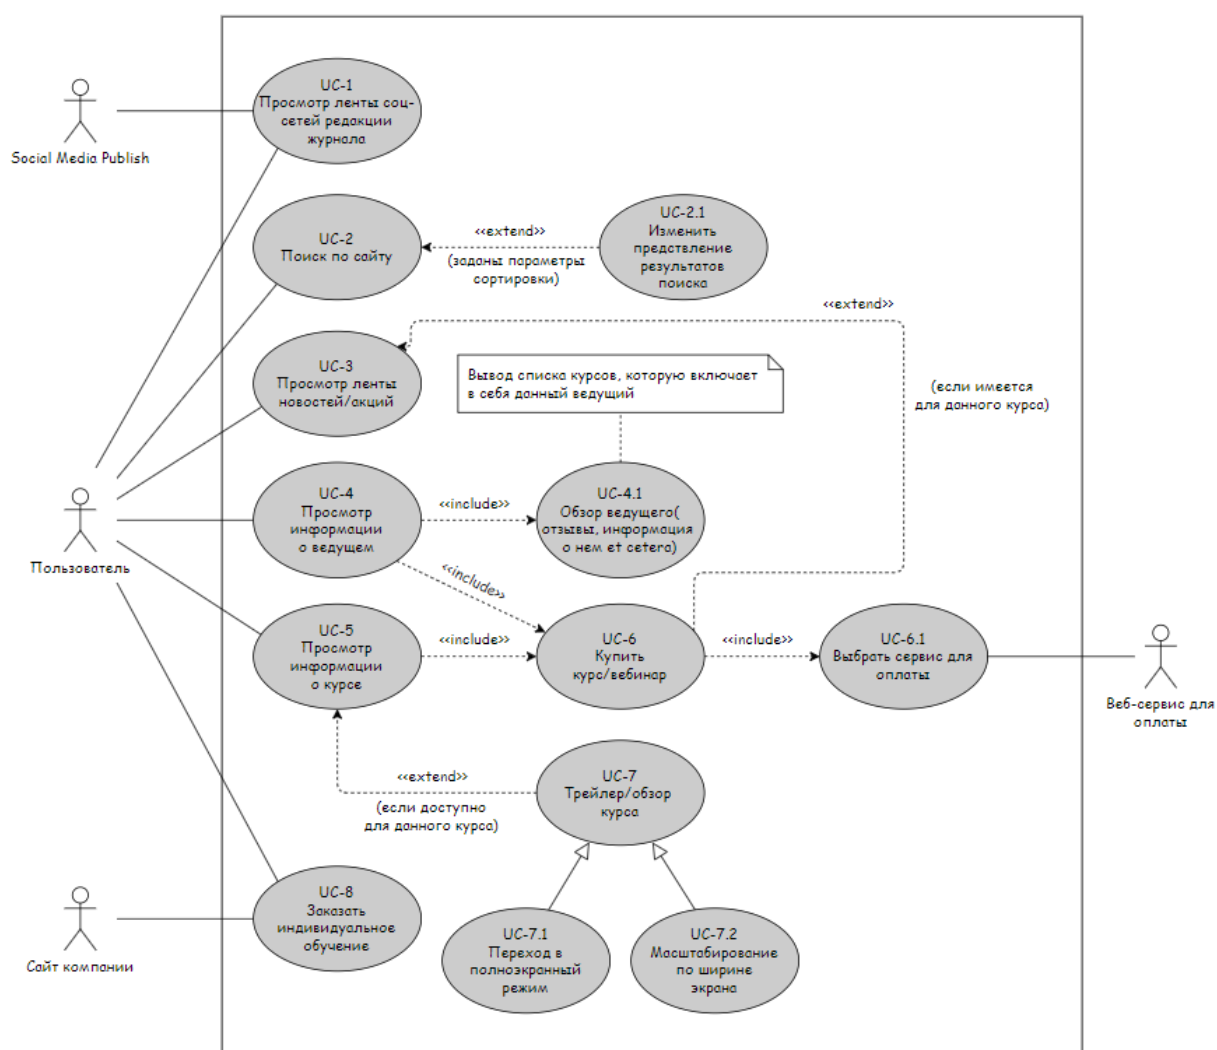 UC-1
Просмотр ленты соц-
сетей редакции
журнала
Social Media Publish
UC-2
Поиск по сайту
<<extend>>
(заданы параметры
сортировки)
UC-2.1
Изменить
предствление
результатов
поиска
<<extend>>
UC-3
Просмотр ленты
новостей/акций
Вывод списка курсов, которую включает
в себя данный ведущий
(если имеется
для данного курса)
UC-4
Просмотр
информации
о ведущем
<<include>>
UC-4.1
Обзор ведущего(
отзывы, информация
о нем et cetera)
Пользователь
<<include>>
UC-5
Просмотр
информации
о курсе
<<include>>
UC-6
Купить
курс/вебинар
<<include>>
UC-6.1
Выбрать сервис для
оплаты
Веб-сервис для
оплаты
<<extend>>
(если доступно
для данного курса)
UC-7
Трейлер/обзор
курса
UC-8
Заказать
индивидуальное
обучение
Сайт компании
UC-7.1
Переход в
полноэкранный
режим
UC-7.2
Масштабирование
по ширине
экрана